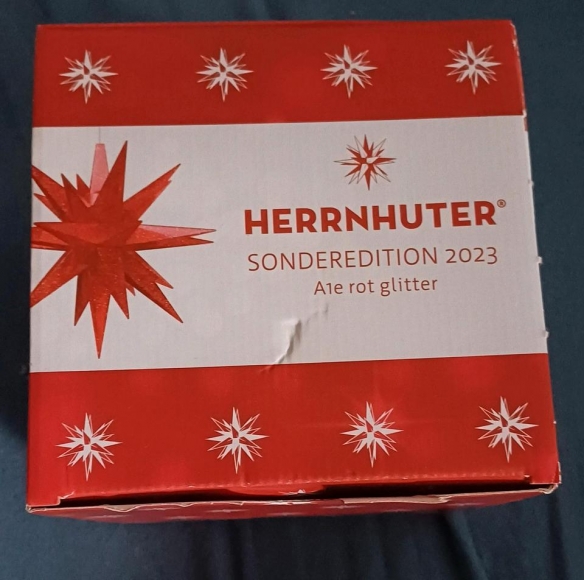 HERRNHUTER®
SONDEREDITION 2023
A1e rot glitter